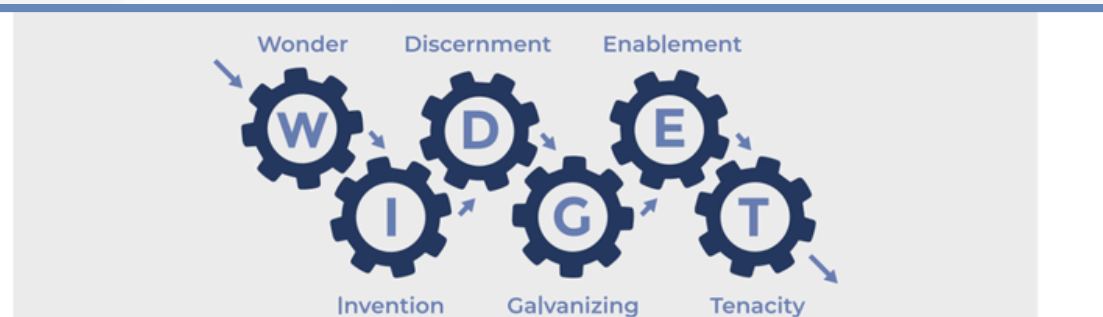 Wonder Discernment Enablement
W D E
I G T
Invention Galvanizing Tenacity